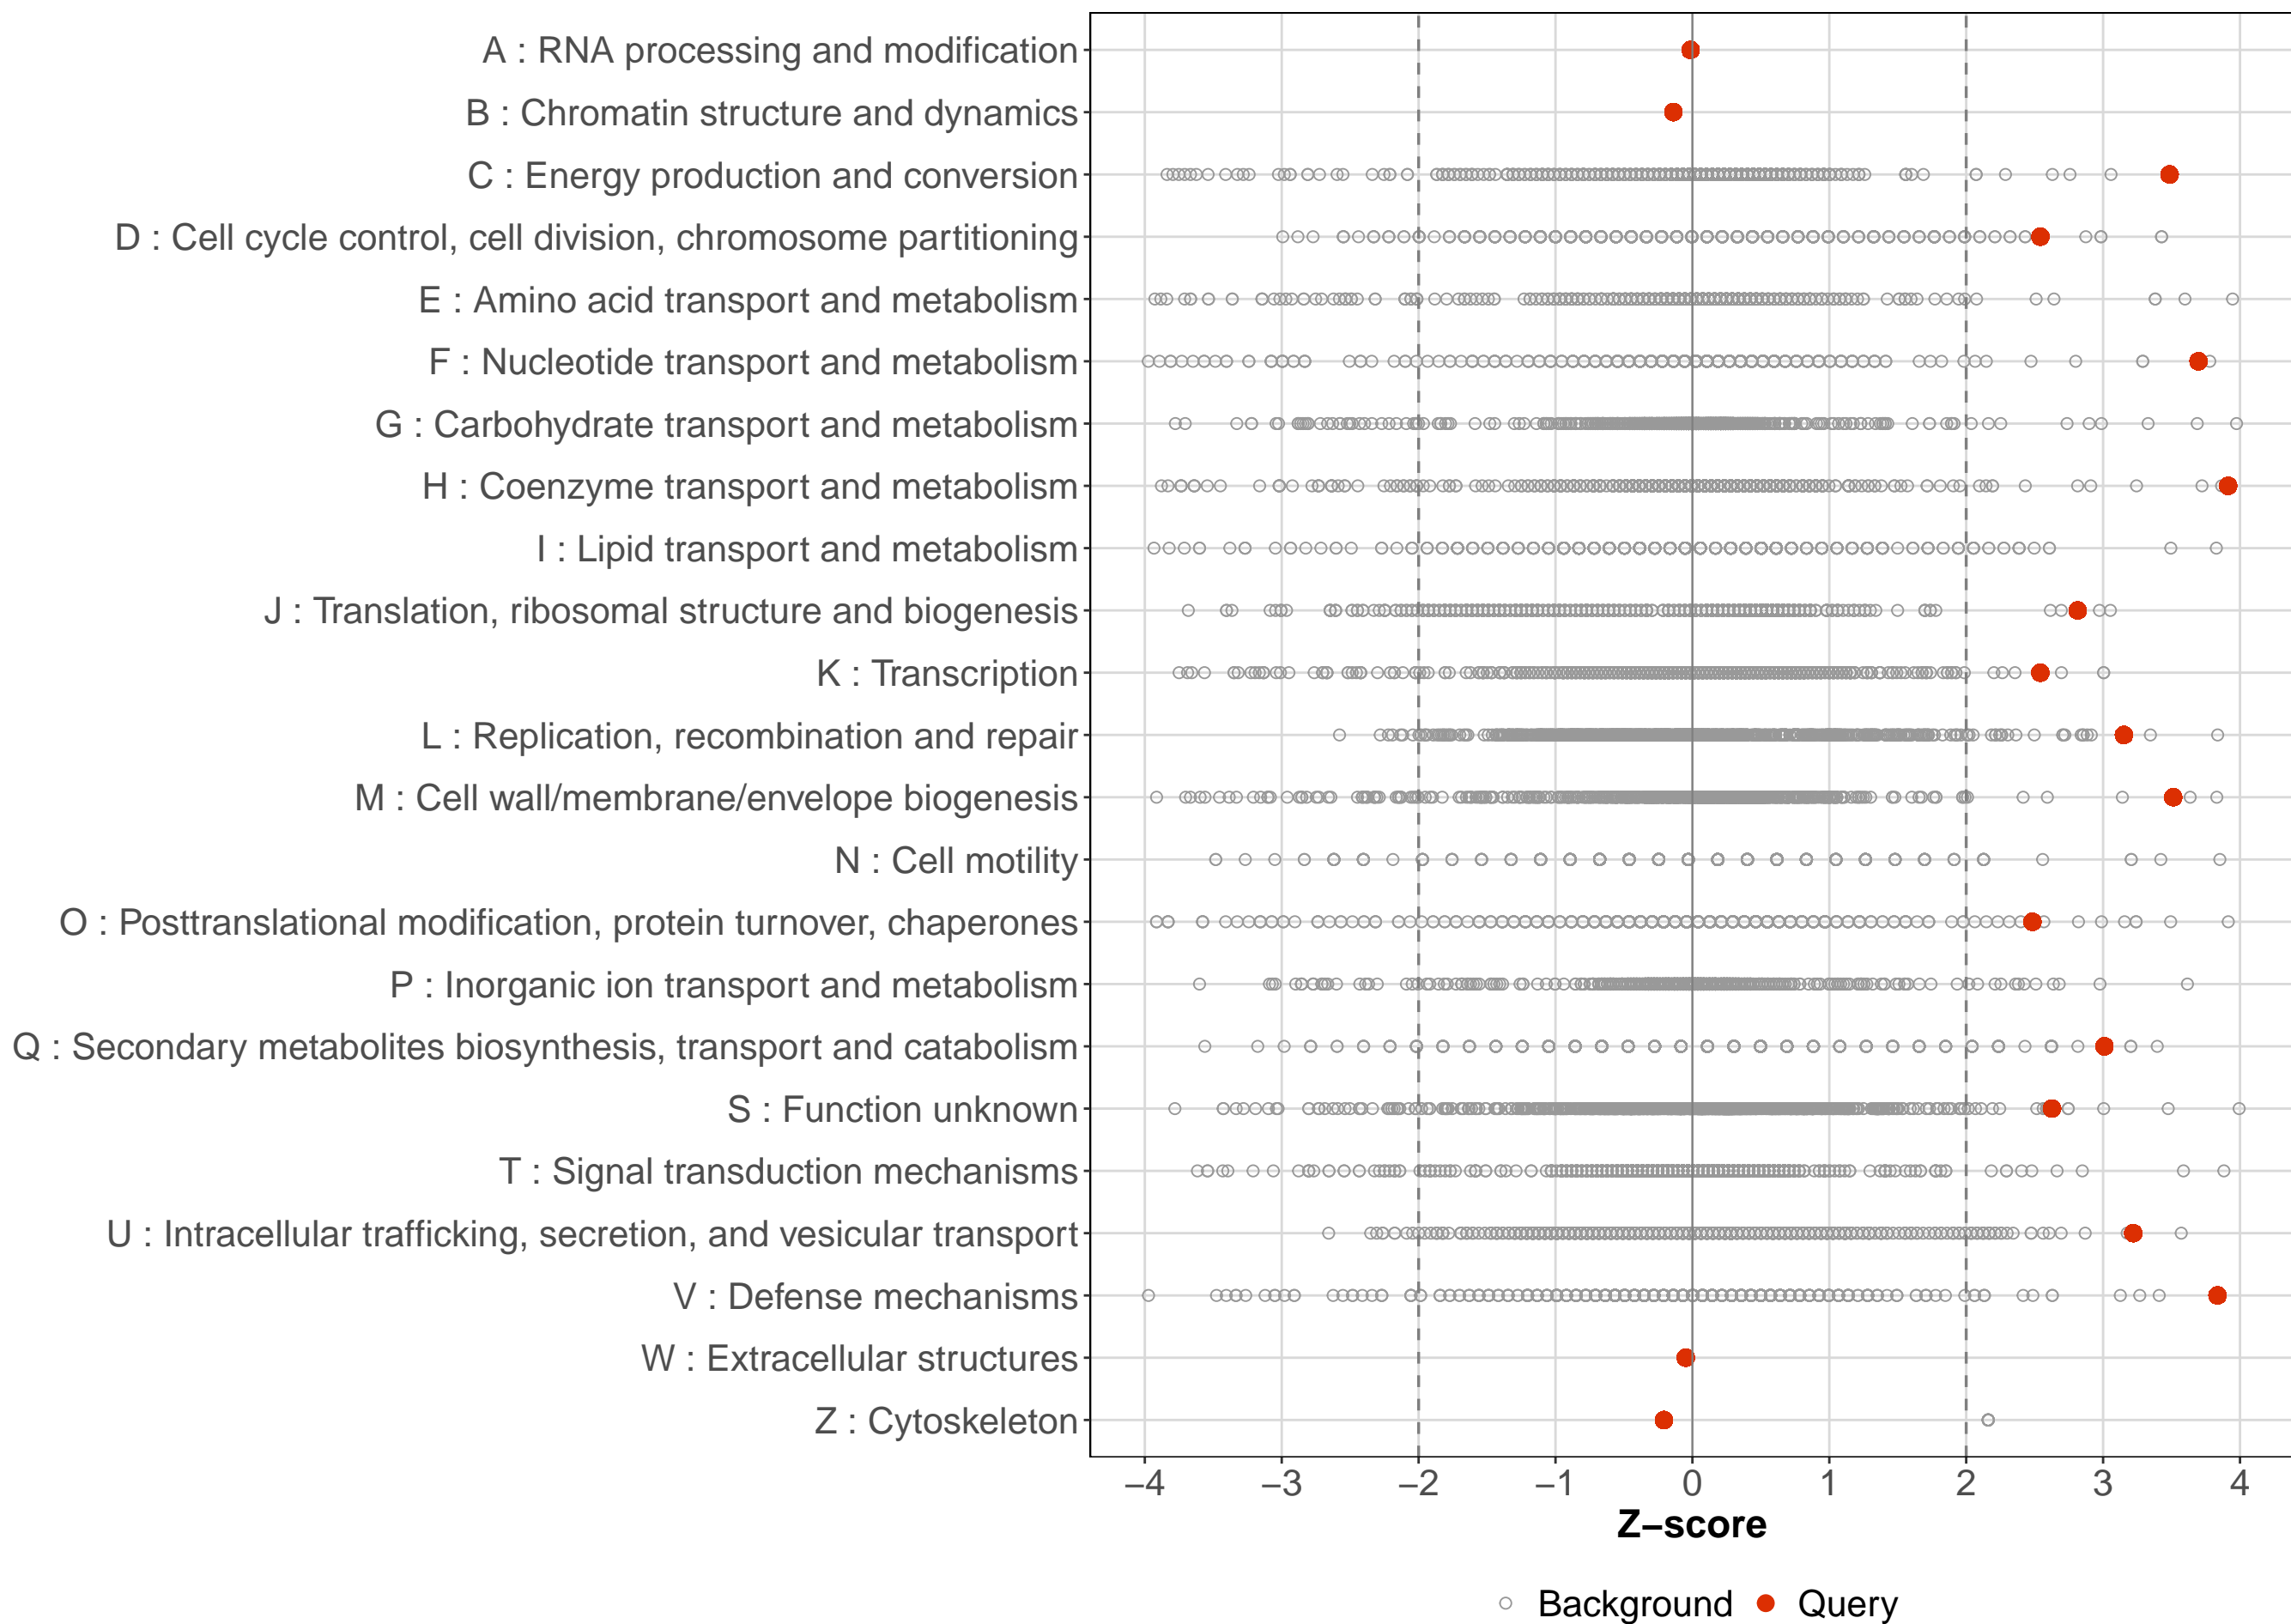 A : RNA processing and modification
B : Chromatin structure and dynamics
C : Energy production and conversion
D : Cell cycle control, cell division, chromosome partitioning
E : Amino acid transport and metabolism
F : Nucleotide transport and metabolism
G : Carbohydrate transport and metabolism
H : Coenzyme transport and metabolism
I : Lipid transport and metabolism
J : Translation, ribosomal structure and biogenesis
K : Transcription
L : Replication, recombination and repair
M : Cell wall/membrane/envelope biogenesis
N : Cell motility
O : Posttranslational modification, protein turnover, chaperones
P : Inorganic ion transport and metabolism
Q : Secondary metabolites biosynthesis, transport and catabolism
S : Function unknown
T : Signal transduction mechanisms
U : Intracellular trafficking, secretion, and vesicular transport
V : Defense mechanisms
W : Extracellular structures
Z : Cytoskeleton
−4 −3 −2 −1 0 1 2 3 4
Z−score
Background Query